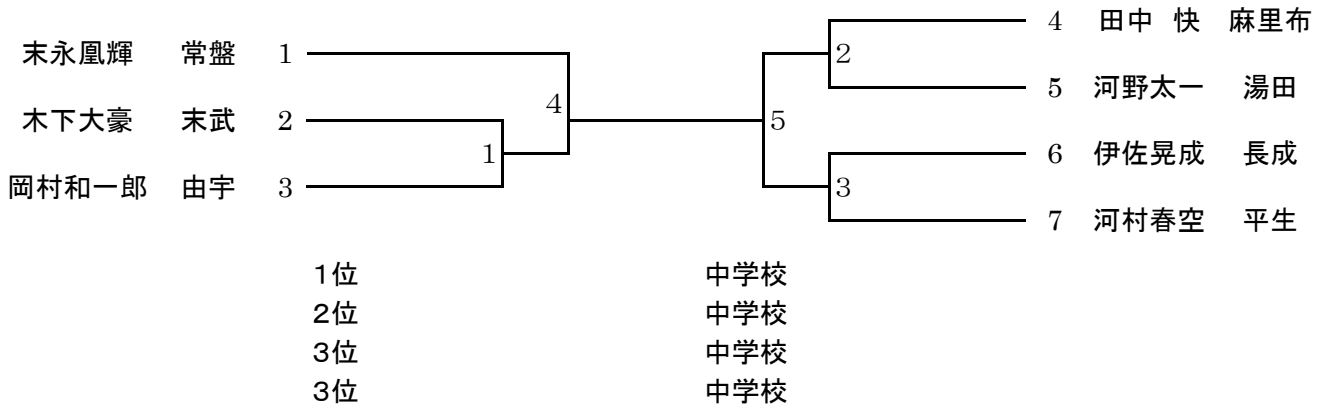 4 田中 快 麻里布
末永凰輝 常盤 1
2
5 河野太一 湯田
4
木下大豪 末武 2
5
1
6 伊佐晃成 長成
岡村和一郎 由宇 3
3
7 河村春空 平生
1位 中学校
2位 中学校
3位 中学校
3位 中学校